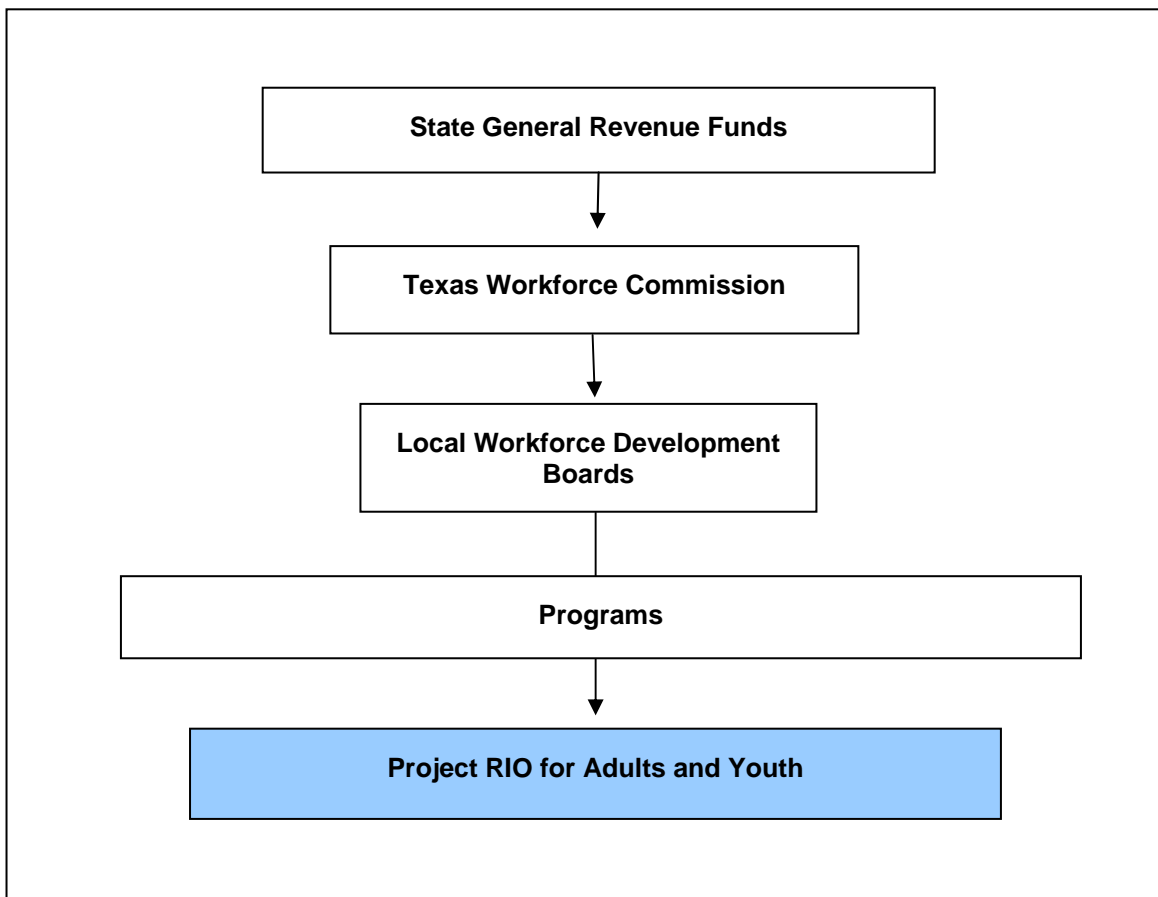 State General Revenue Funds
Texas Workforce Commission
Local Workforce Development
Boards
Programs
Project RIO for Adults and Youth